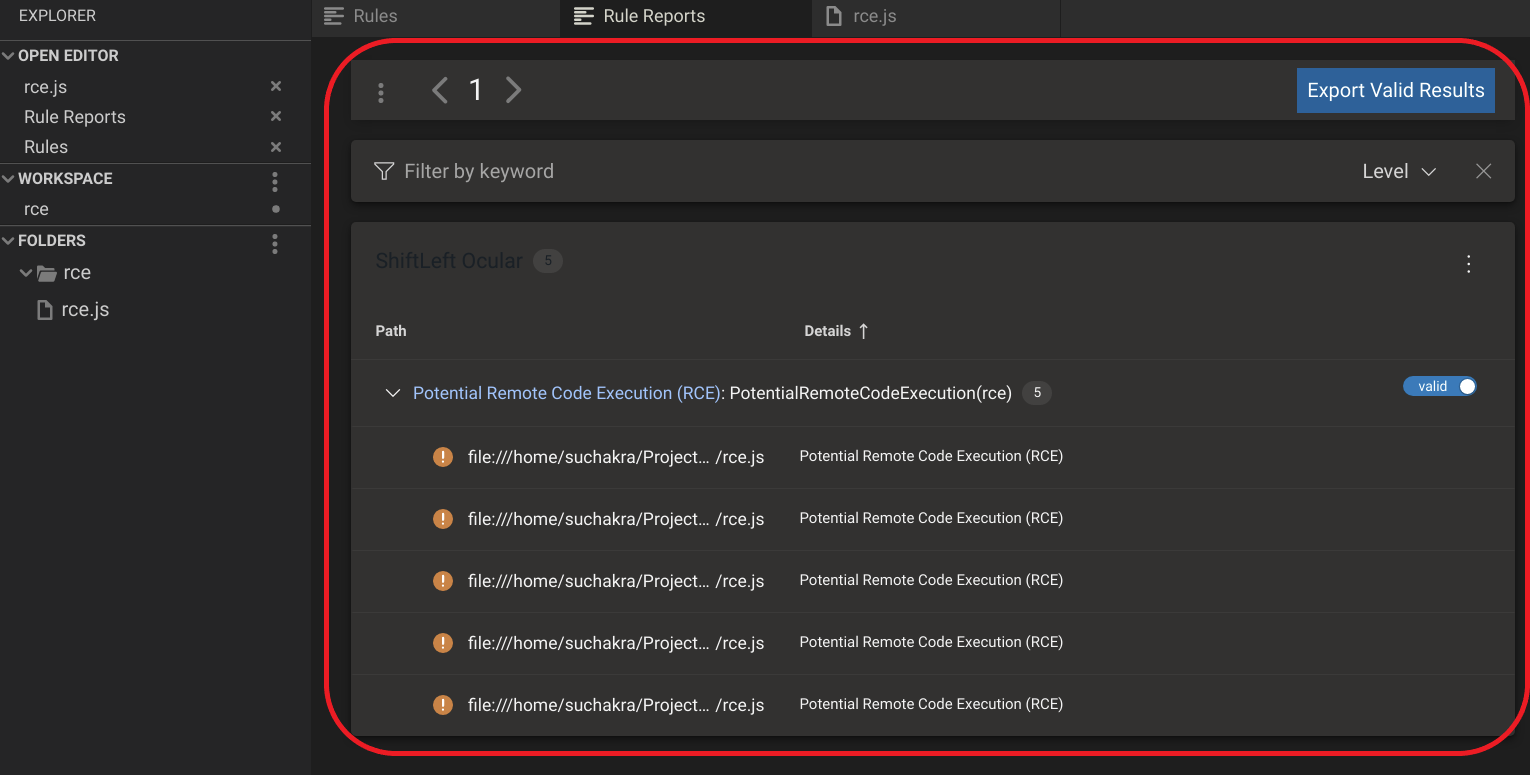 EXPLORER
OPEN EDITOR
rce.js
Rule Reports
Rules
WORKSPACE
rce
FOLDERS
rce
rce.js
Rules
Rule Reports
rce.js
1
Export Valid Results
Filter by keyword
Level
ShiftLeft Ocular 5
Path Details ↑
Potential Remote Code Execution (RCE): PotentialRemoteCodeExecution(rce) 5
valid
file:///home/suchakra/Project... /rce.js Potential Remote Code Execution (RCE)
file:///home/suchakra/Project... /rce.js Potential Remote Code Execution (RCE)
file:///home/suchakra/Project... /rce.js Potential Remote Code Execution (RCE)
file:///home/suchakra/Project... /rce.js Potential Remote Code Execution (RCE)
file:///home/suchakra/Project... /rce.js Potential Remote Code Execution (RCE)